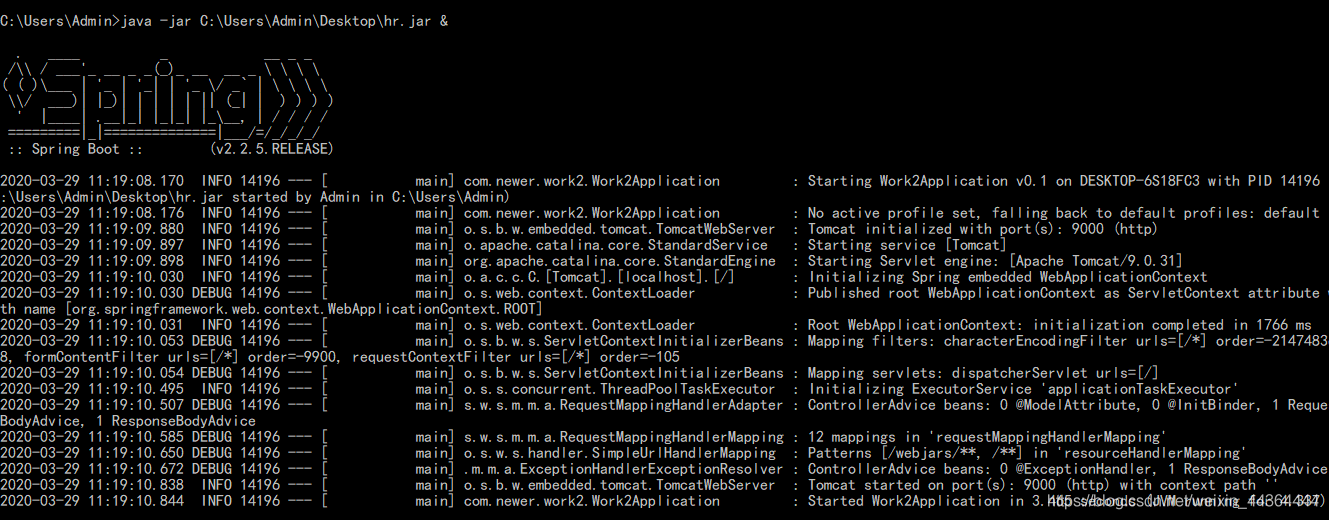 C:\Users\Admin>java -jar C:\Users\Admin\Desktop\hr.jar &
  .   ____          _            __ _ _
 /\\ / ___'_ __ _ _(_)_ __  __ _ \ \ \ \
( ( )\___ | '_ | '_| | '_ \/ _` | \ \ \ \
 \\/  ___)| |_)| | | | | || (_| |  ) ) ) )
  '  |____| .__|_| |_|_| |_\__, | / / / /
 =========|_|==============|___/=/_/_/_/
 :: Spring Boot ::        (v2.2.5.RELEASE)
2020-03-29 11:19:08.170  INFO 14196 --- [           main] com.newer.work2.Work2Application         : Starting Work2Application v0.1 on DESKTOP-6S18FC3 with PID 14196
:\Users\Admin\Desktop\hr.jar started by Admin in C:\Users\Admin)
2020-03-29 11:19:08.176  INFO 14196 --- [           main] com.newer.work2.Work2Application         : No active profile set, falling back to default profiles: default
2020-03-29 11:19:09.880  INFO 14196 --- [           main] o.s.b.w.embedded.tomcat.TomcatWebServer  : Tomcat initialized with port(s): 9000 (http)
2020-03-29 11:19:09.897  INFO 14196 --- [           main] o.apache.catalina.core.StandardService   : Starting service [Tomcat]
2020-03-29 11:19:09.898  INFO 14196 --- [           main] org.apache.catalina.core.StandardEngine  : Starting Servlet engine: [Apache Tomcat/9.0.31]
2020-03-29 11:19:10.030  INFO 14196 --- [           main] o.a.c.c.C.[Tomcat].[localhost].[/]       : Initializing Spring embedded WebApplicationContext
2020-03-29 11:19:10.030 DEBUG 14196 --- [           main] o.s.web.context.ContextLoader            : Published root WebApplicationContext as ServletContext attribute
th name [org.springframework.web.context.WebApplicationContext.ROOT]
2020-03-29 11:19:10.031  INFO 14196 --- [           main] o.s.web.context.ContextLoader            : Root WebApplicationContext: initialization completed in 1766 ms
2020-03-29 11:19:10.053 DEBUG 14196 --- [           main] o.s.b.w.s.ServletContextInitializerBeans : Mapping filters: characterEncodingFilter urls=[/*] order=-2147483
8, formContentFilter urls=[/*] order=-9900, requestContextFilter urls=[/*] order=-105
2020-03-29 11:19:10.054 DEBUG 14196 --- [           main] o.s.b.w.s.ServletContextInitializerBeans : Mapping servlets: dispatcherServlet urls=[/]
2020-03-29 11:19:10.495  INFO 14196 --- [           main] o.s.s.concurrent.ThreadPoolTaskExecutor  : Initializing ExecutorService 'applicationTaskExecutor'
2020-03-29 11:19:10.507 DEBUG 14196 --- [           main] s.w.s.m.m.a.RequestMappingHandlerAdapter : ControllerAdvice beans: 0 @ModelAttribute, 0 @InitBinder, 1 Reque
BodyAdvice, 1 ResponseBodyAdvice
2020-03-29 11:19:10.585 DEBUG 14196 --- [           main] s.w.s.m.m.a.RequestMappingHandlerMapping : 12 mappings in 'requestMappingHandlerMapping'
2020-03-29 11:19:10.650 DEBUG 14196 --- [           main] o.s.w.s.handler.SimpleUrlHandlerMapping  : Patterns [/webjars/**, /**] in 'resourceHandlerMapping'
2020-03-29 11:19:10.672 DEBUG 14196 --- [           main] .m.m.a.ExceptionHandlerExceptionResolver : ControllerAdvice beans: 0 @ExceptionHandler, 1 ResponseBodyAdvice
2020-03-29 11:19:10.838  INFO 14196 --- [           main] o.s.b.w.embedded.tomcat.TomcatWebServer  : Tomcat started on port(s): 9000 (http) with context path ''
2020-03-29 11:19:10.844  INFO 14196 --- [           main] com.newer.work2.Work2Application         : Started Work2Application in